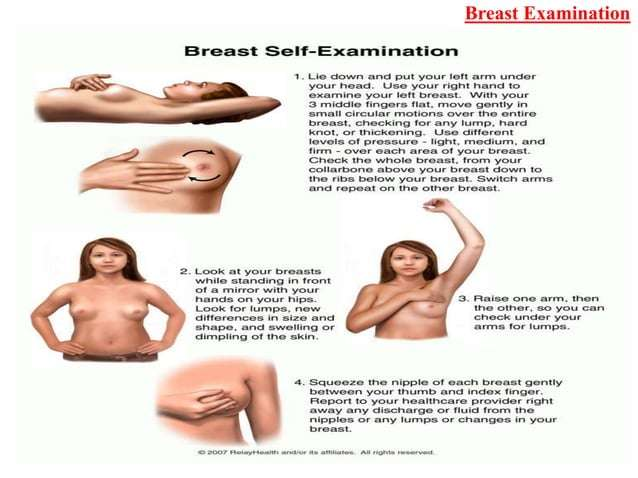 Breast Examination
Breast Self-Examination
1. Lie down and put your left arm under
your head. Use your right hand to
examine your left breast. With your
3 middle fingers flat, move gently in
small circular motions over the entire
breast, checking for any lump, hard
knot, or thickening. Use different
levels of pressure - light, medium, and
firm - over each area of your breast.
Check the whole breast, from your
collarbone above your breast down to
the ribs below your breast. Switch arms
and repeat on the other breast.
2. Look at your breasts
while standing in front
of a mirror with your
hands on your hips.
Look for lumps, new
differences in size and
shape, and swelling or
dimpling of the skin.
3. Raise one arm, then
the other, so you can
check under your
arms for lumps.
4. Squeeze the nipple of each breast gently
between your thumb and index finger.
Report to your healthcare provider right
away any discharge or fluid from the
nipples or any lumps or changes in your
breast.
© 2007 RelayHealth and/or its affiliates. All rights reserved.